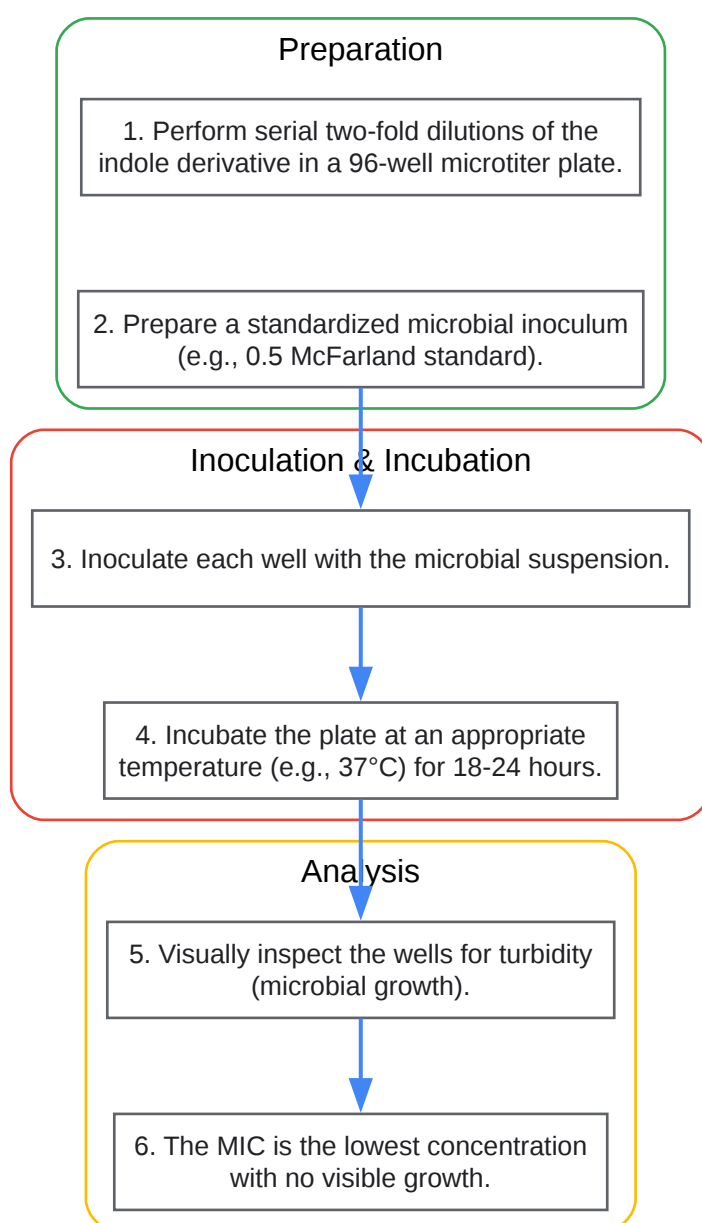 Preparation
1. Perform serial two-fold dilutions of the
indole derivative in a 96-well microtiter plate.
2. Prepare a standardized microbial inoculum
(e.g., 0.5 McFarland standard).
Inoculation & Incubation
3. Inoculate each well with the microbial suspension.
4. Incubate the plate at an appropriate
temperature (e.g., 37°C) for 18-24 hours.
Analysis
5. Visually inspect the wells for turbidity
(microbial growth).
6. The MIC is the lowest concentration
with no visible growth.